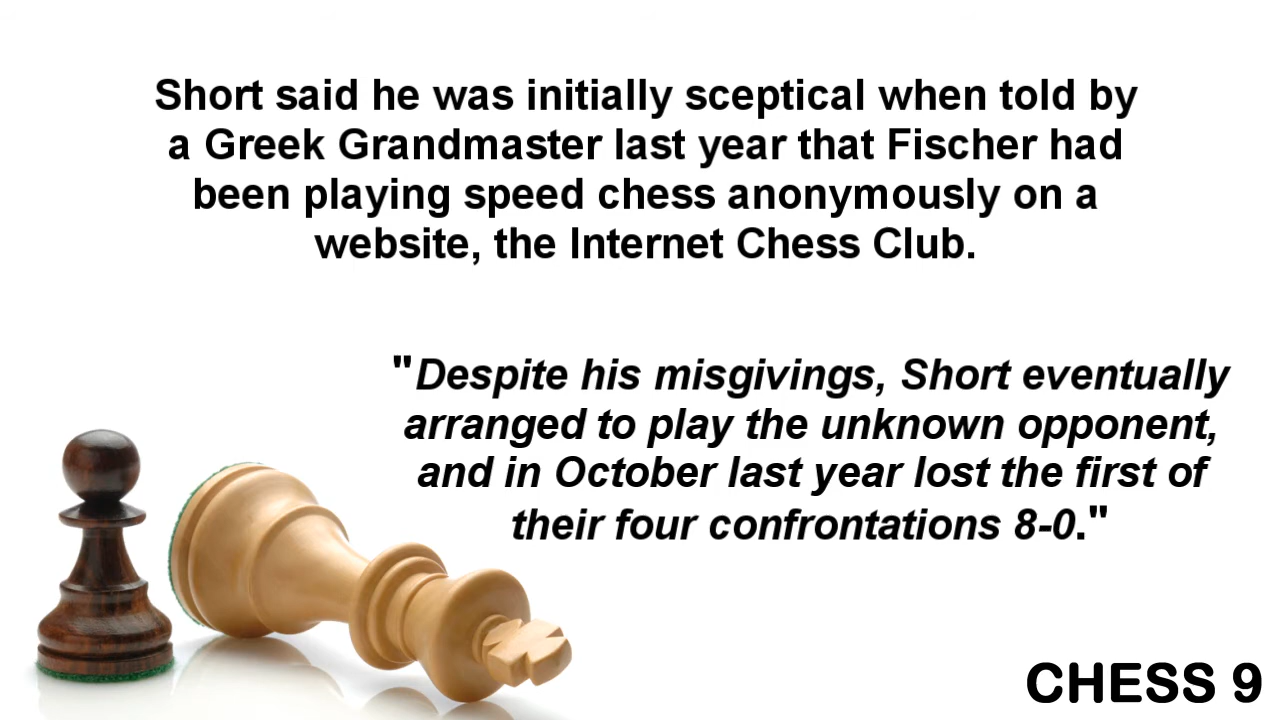 Short said he was initially sceptical when told by
a Greek Grandmaster last year that Fischer had
been playing speed chess anonymously on a
website, the Internet Chess Club.
"Despite his misgivings, Short eventually
arranged to play the unknown opponent,
and in October last year lost the first of
their four confrontations 8-0."
CHESS 9